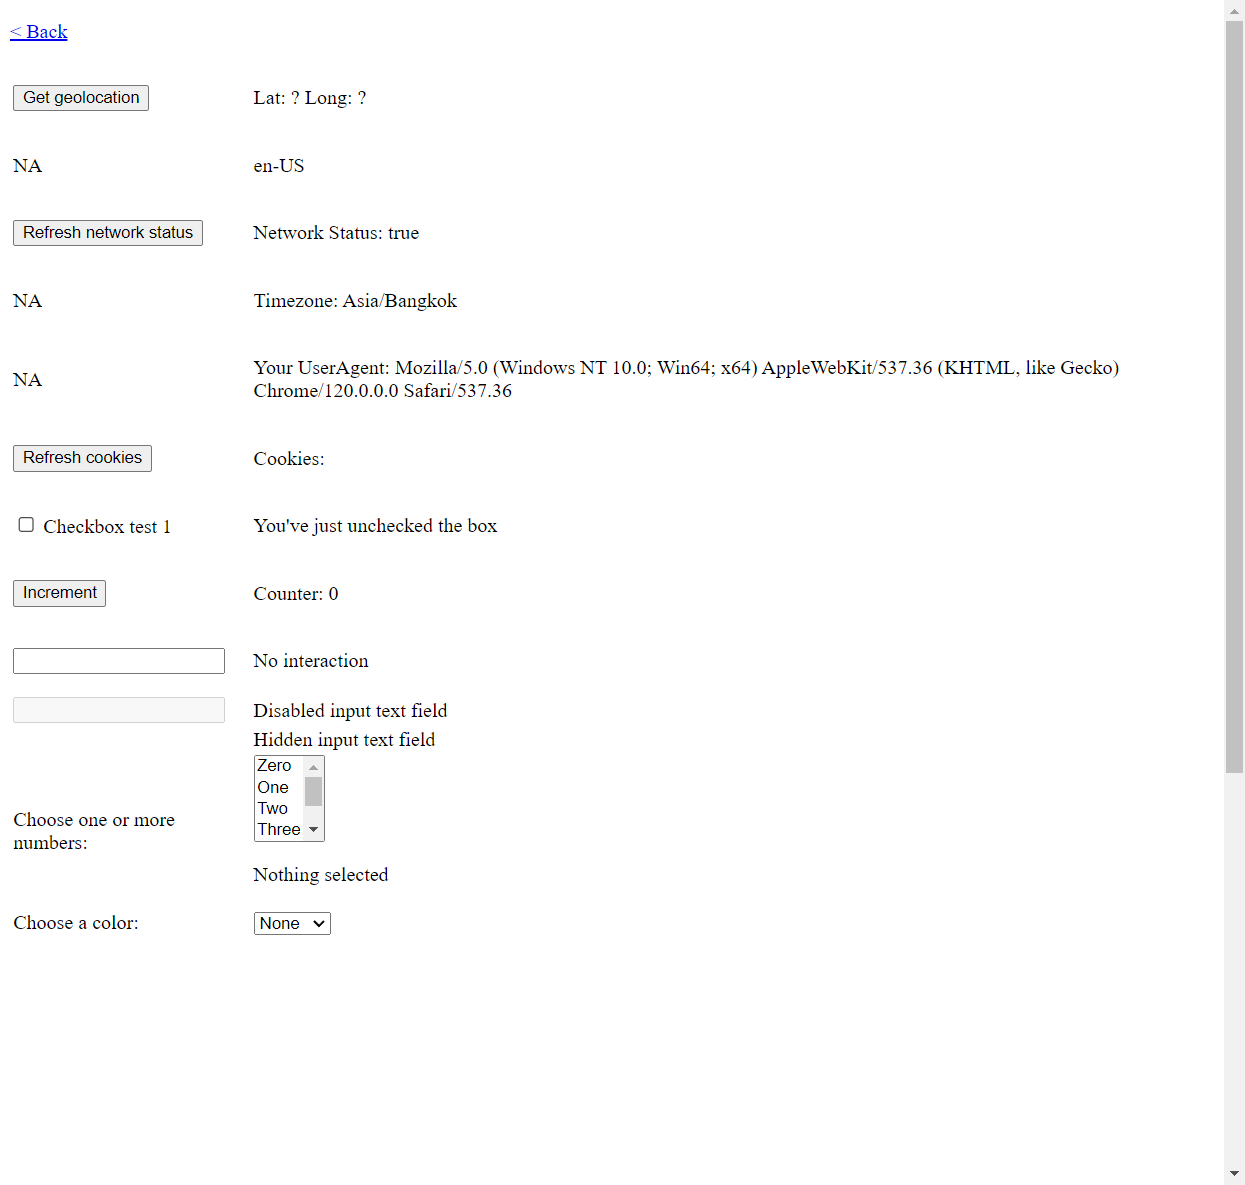 < Back
Get geolocation Lat: ? Long: ?
NA en-US
Refresh network status Network Status: true
NA Timezone: Asia/Bangkok
NA Your UserAgent: Mozilla/5.0 (Windows NT 10.0; Win64; x64) AppleWebKit/537.36 (KHTML, like Gecko)
Chrome/120.0.0.0 Safari/537.36
Refresh cookies Cookies:
Checkbox test 1 You've just unchecked the box
Increment Counter: 0
No interaction
Disabled input text field
Hidden input text field
Zero
One
Two
Three
Choose one or more
numbers:
Nothing selected
Choose a color: None